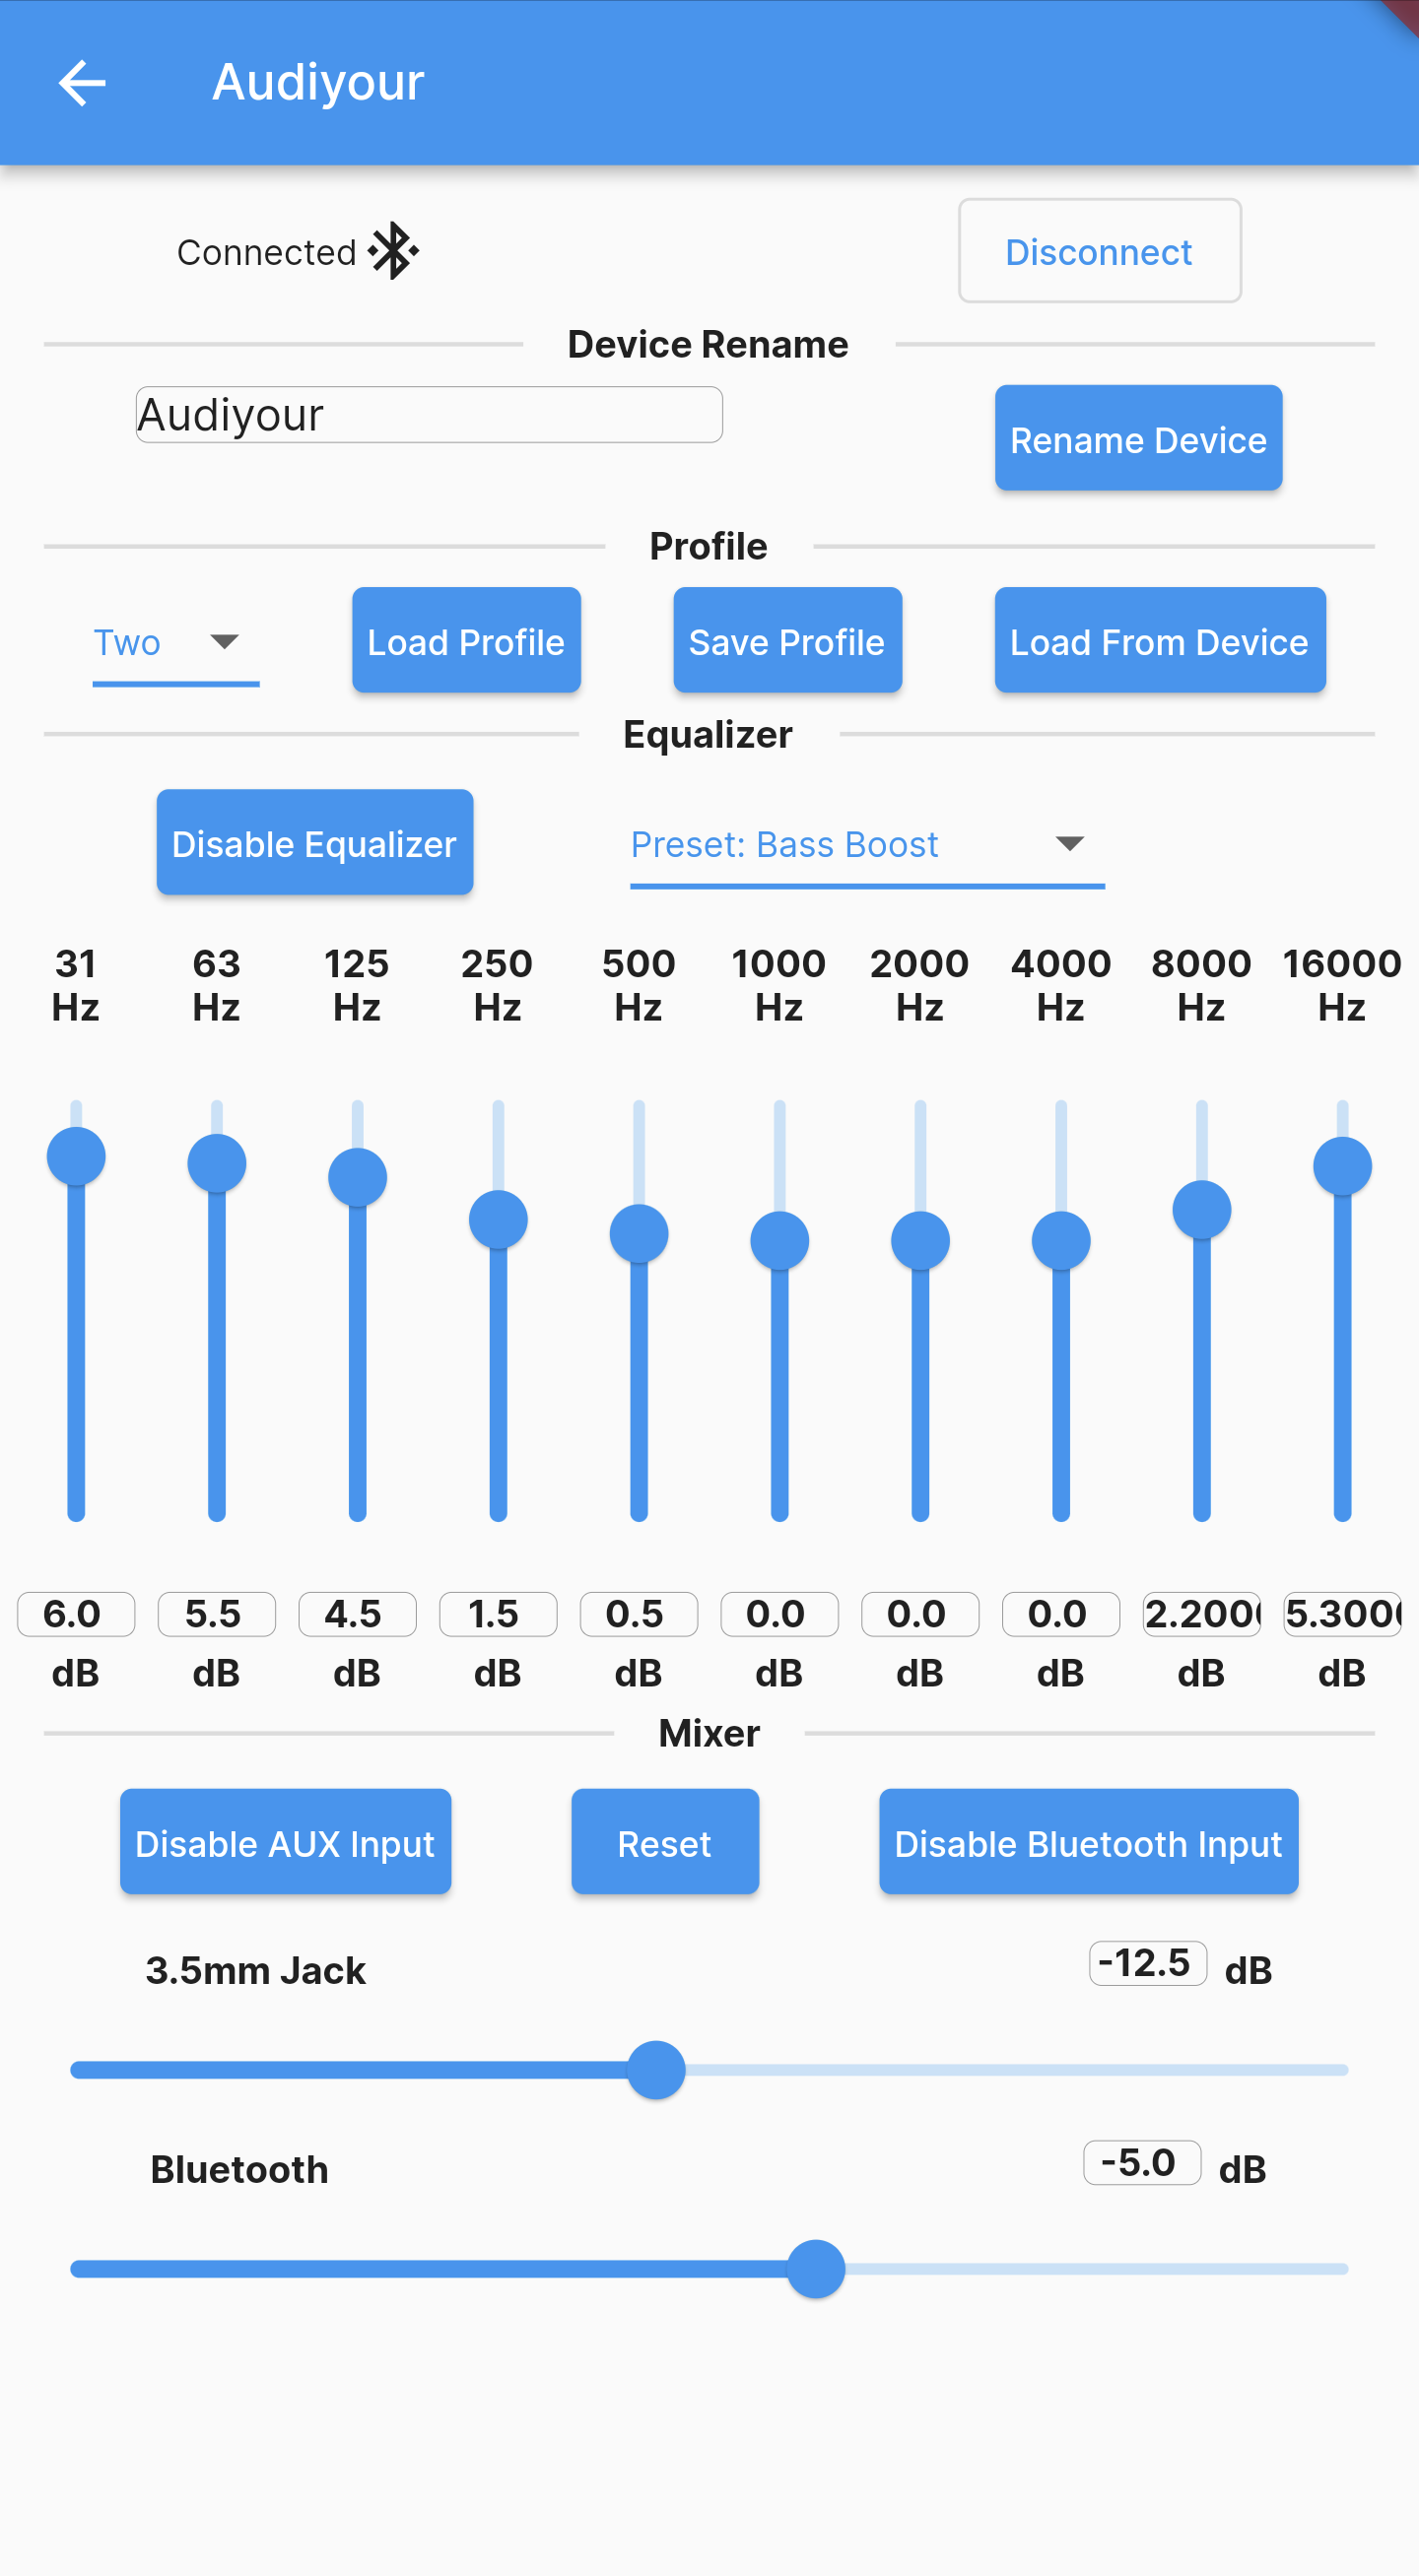 Audiyour
Connected
Disconnect
Device Rename
Audiyour
Rename Device
Profile
Two
Load Profile
Save Profile
Load From Device
Equalizer
Disable Equalizer
Preset: Bass Boost
31 63 125 250 500 1000 2000 4000 8000 16000
Hz Hz Hz Hz Hz Hz Hz Hz Hz Hz
6.0 5.5 4.5 1.5 0.5 0.0 0.0 0.0 2.200 5.300
dB dB dB dB dB dB dB dB dB dB
Mixer
Disable AUX Input
Reset
Disable Bluetooth Input
3.5mm Jack
-12.5 dB
Bluetooth
-5.0 dB